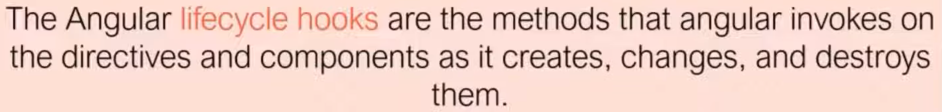 The Angular lifecycle hooks are the methods that angular invokes on
the directives and components as it creates, changes, and destroys
them.